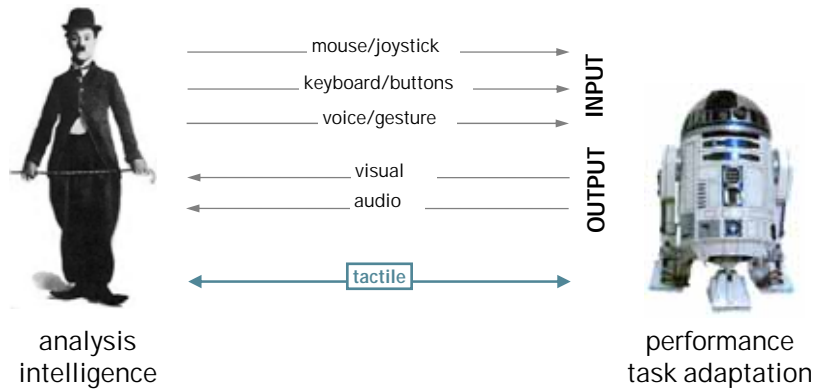 mouse/joystick
keyboard/buttons
voice/gesture
INPUT
visual
audio
OUTPUT
tactile
analysis
intelligence
performance
task adaptation